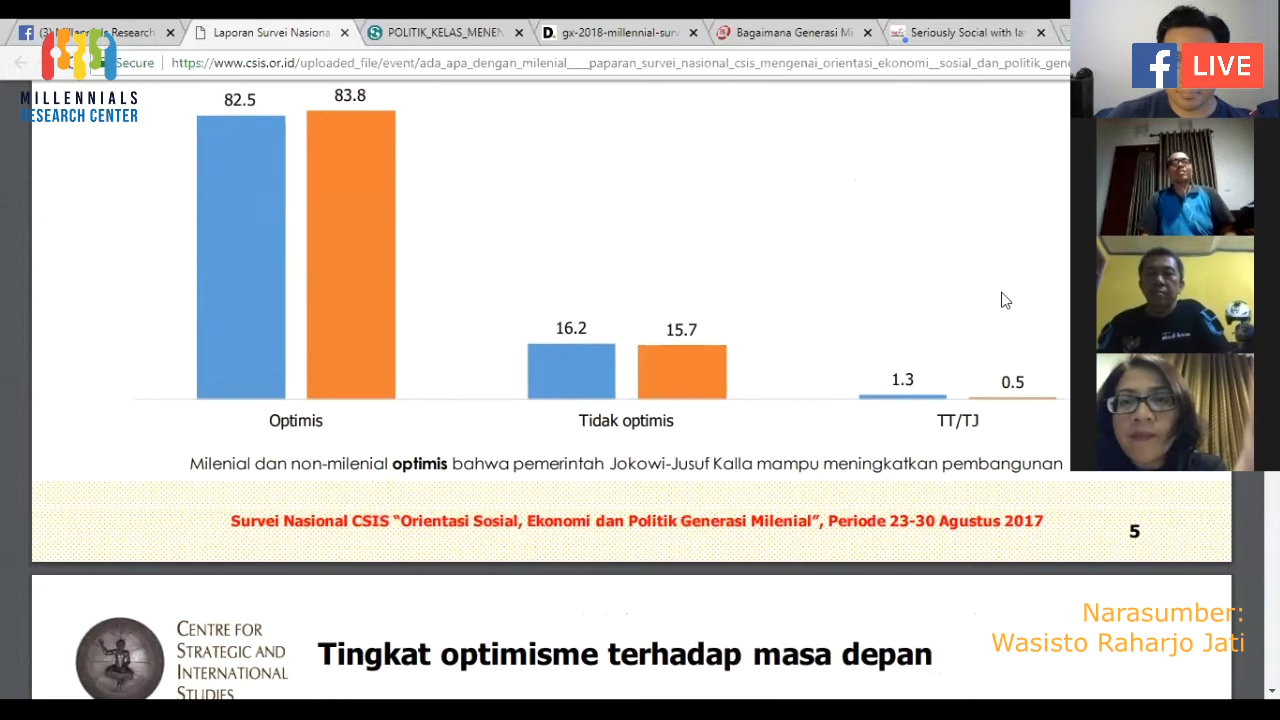 (3) Millennials Research
Laporan Survei Nasiona
POLITIK_KELAS_MENEN
gx-2018-millennial-surv
Bagaimana Generasi Mi
Seriously Social with la
Secure
https://www.csis.or.id/uploaded_file/event/ada_apa_dengan_milenial____paparan_survei_nasional_csis_mengenai_orientasi_ekonomi__sosial_dan_politik_gene
MILLENNIALS
RESEARCH CENTER
f LIVE
82.5
83.8
16.2
15.7
1.3
0.5
Optimis
Tidak optimis
TT/TJ
Milenial dan non-milenial optimis bahwa pemerintah Jokowi-Jusuf Kalla mampu meningkatkan pembangunan
Survei Nasional CSIS “Orientasi Sosial, Ekonomi dan Politik Generasi Milenial”, Periode 23-30 Agustus 2017
5
CENTRE FOR
STRATEGIC AND
INTERNATIONAL
STUDIES
Tingkat optimisme terhadap masa depan
Narasumber:
Wasisto Raharjo Jati